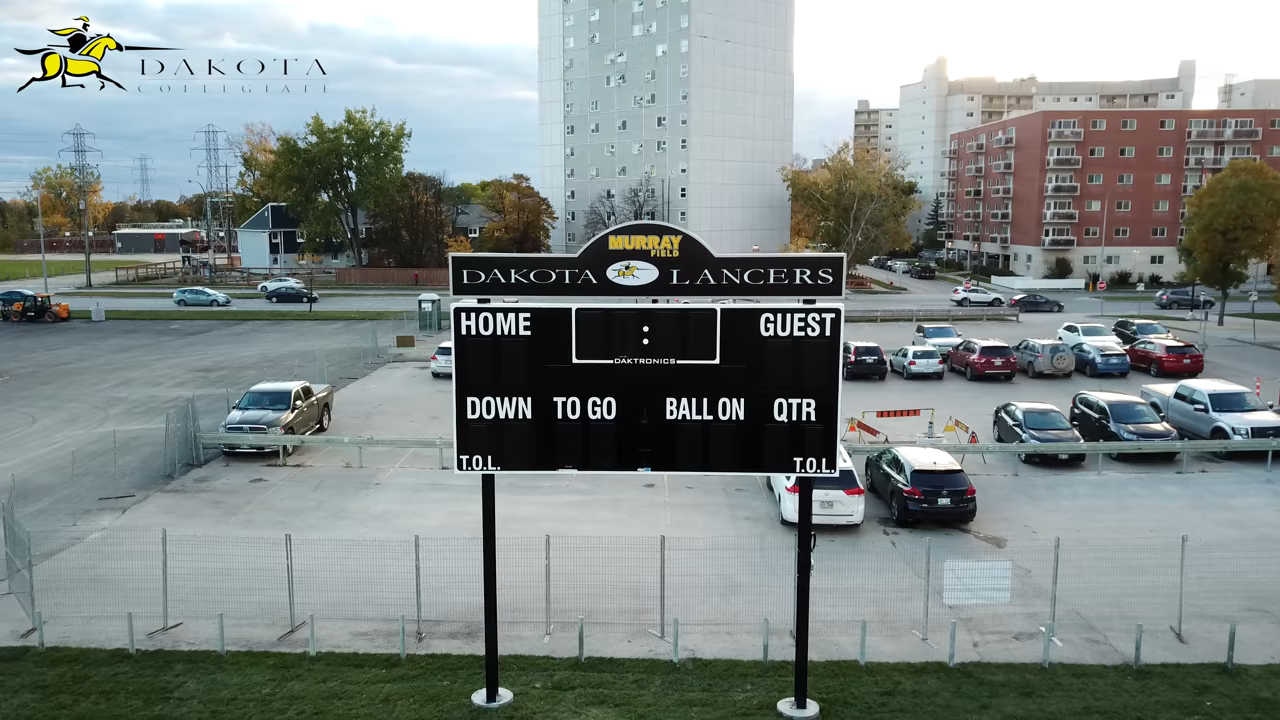 DAKOTA
COLLEGIATE
MURRAY
FIELD
DAKOTA LANCERS
HOME GUEST
:
DAKTRONICS
DOWN TO GO BALL ON QTR
T.O.L. T.O.L.